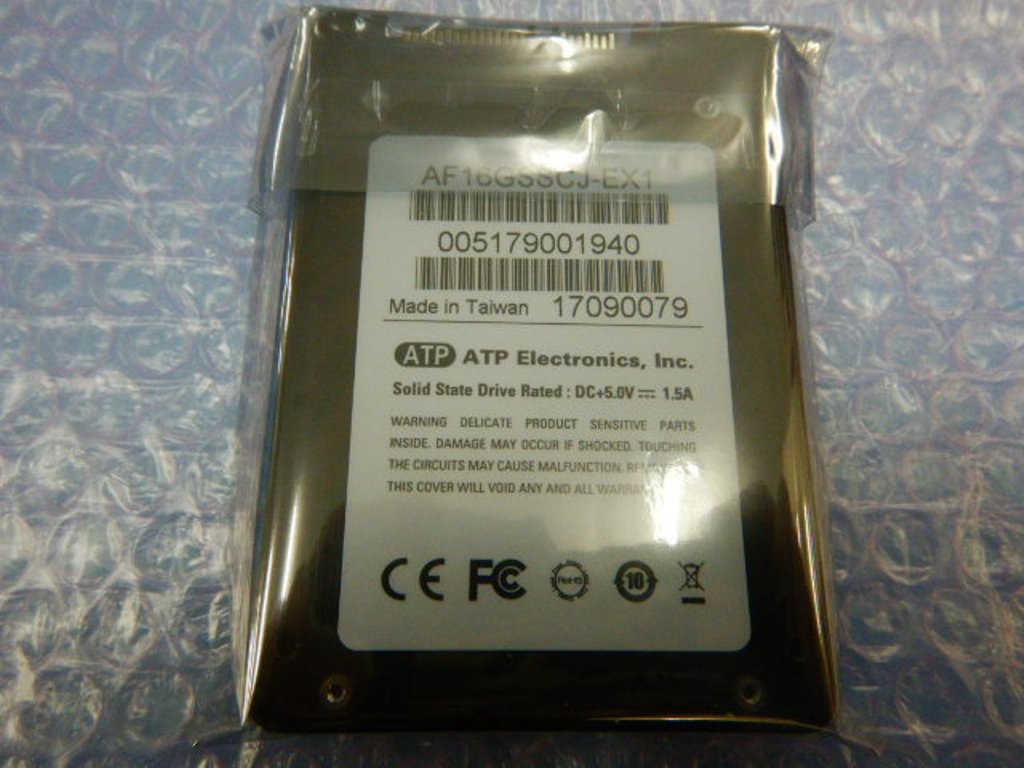 AF16GSSCJ-EX1
005179001940
Made in Taiwan 17090079
ATP ATP Electronics, Inc.
Solid State Drive Rated : DC+5.0V ⎓ 1.5A
WARNING DELICATE PRODUCT SENSITIVE PARTS
INSIDE. DAMAGE MAY OCCUR IF SHOCKED. TOUCHING
THE CIRCUITS MAY CAUSE MALFUNCTION.
THIS COVER WILL VOID ANY AND ALL
CE FC RoHS 10